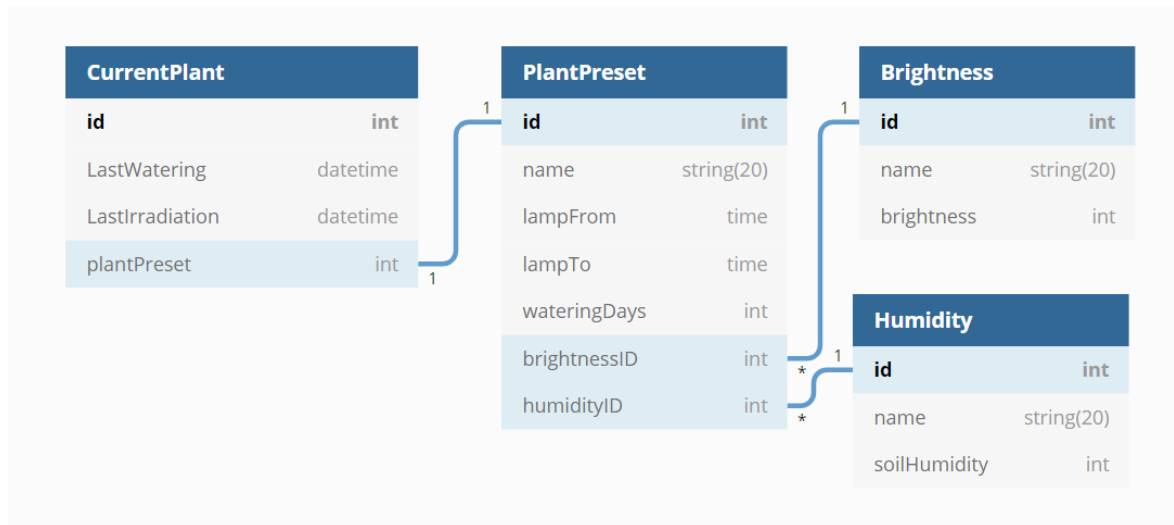 CurrentPlant
id int
LastWatering datetime
LastIrradiation datetime
plantPreset int
1
1
PlantPreset
id int
name string(20)
lampFrom time
lampTo time
wateringDays int
brightnessID int
humidityID int
*
*
1
1
Brightness
id int
name string(20)
brightness int
Humidity
id int
name string(20)
soilHumidity int